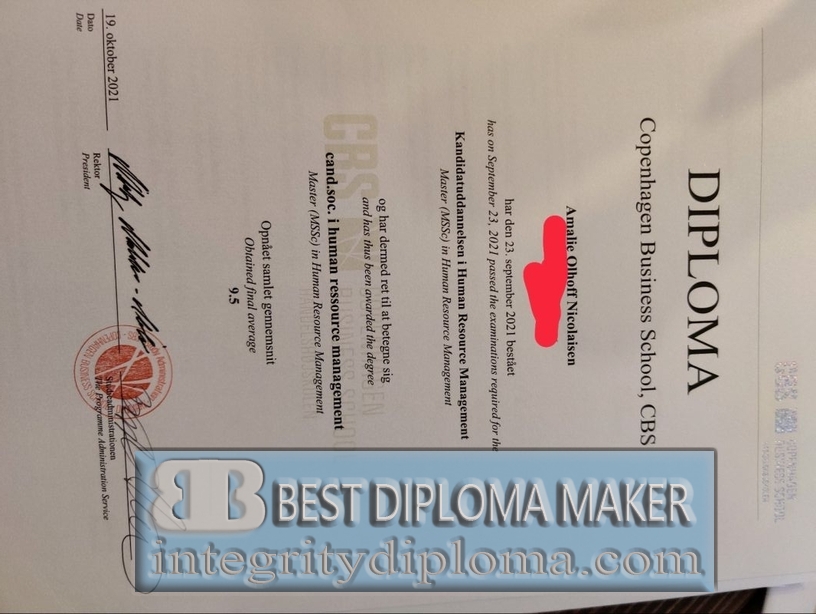 DIPLOMA
Copenhagen Business School, CBS
Amalie Olhoff Nicolaisen
har den 23. september 2021 bestået
has on September 23, 2021 passed the examinations required for the
Kandidatuddannelsen i Human Resource Management
Master (MSSc) in Human Resource Management
og har dermed ret til at betegne sig
and has thus been awarded the degree
cand.soc. i human ressource management
Master (MSSc) in Human Resource Management
Opnået samlet gennemsnit
Obtained final average
9.5
19. oktober 2021
Dato
Date
Rektor
President
Studieadministrationen
The Programme Administration Service
CBS
BEST DIPLOMA MAKER
integritydiploma.com